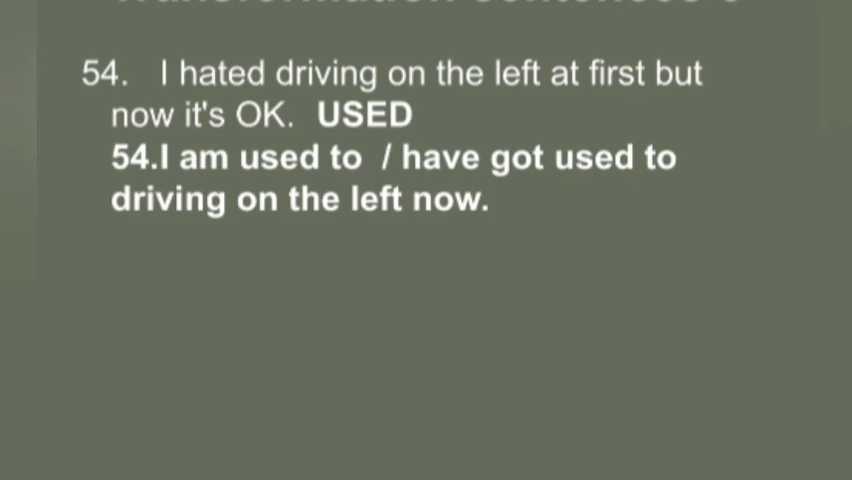 54. I hated driving on the left at first but
now it's OK. USED
54.I am used to / have got used to
driving on the left now.